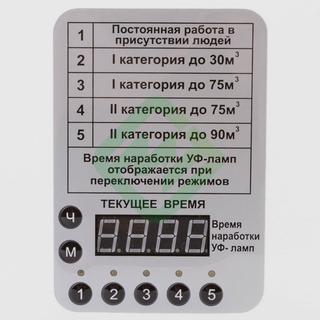 1 Постоянная работа в
присутствии людей
2 I категория до 30м³
3 I категория до 75м³
4 II категория до 75м³
5 II категория до 90м³
Время наработки УФ-ламп
отображается при
переключении режимов
ТЕКУЩЕЕ ВРЕМЯ
Ч
М
8888
Время
наработки
УФ- ламп
1 2 3 4 5